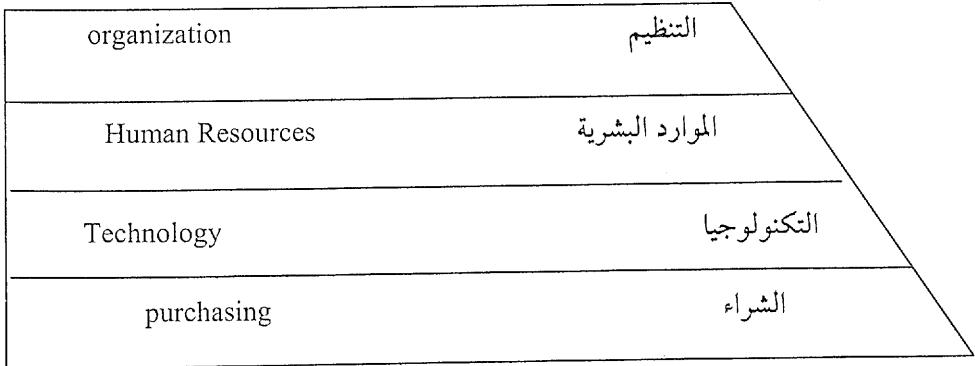 organization التنظيم
Human Resources الموارد البشرية
Technology التكنولوجيا
purchasing الشراء